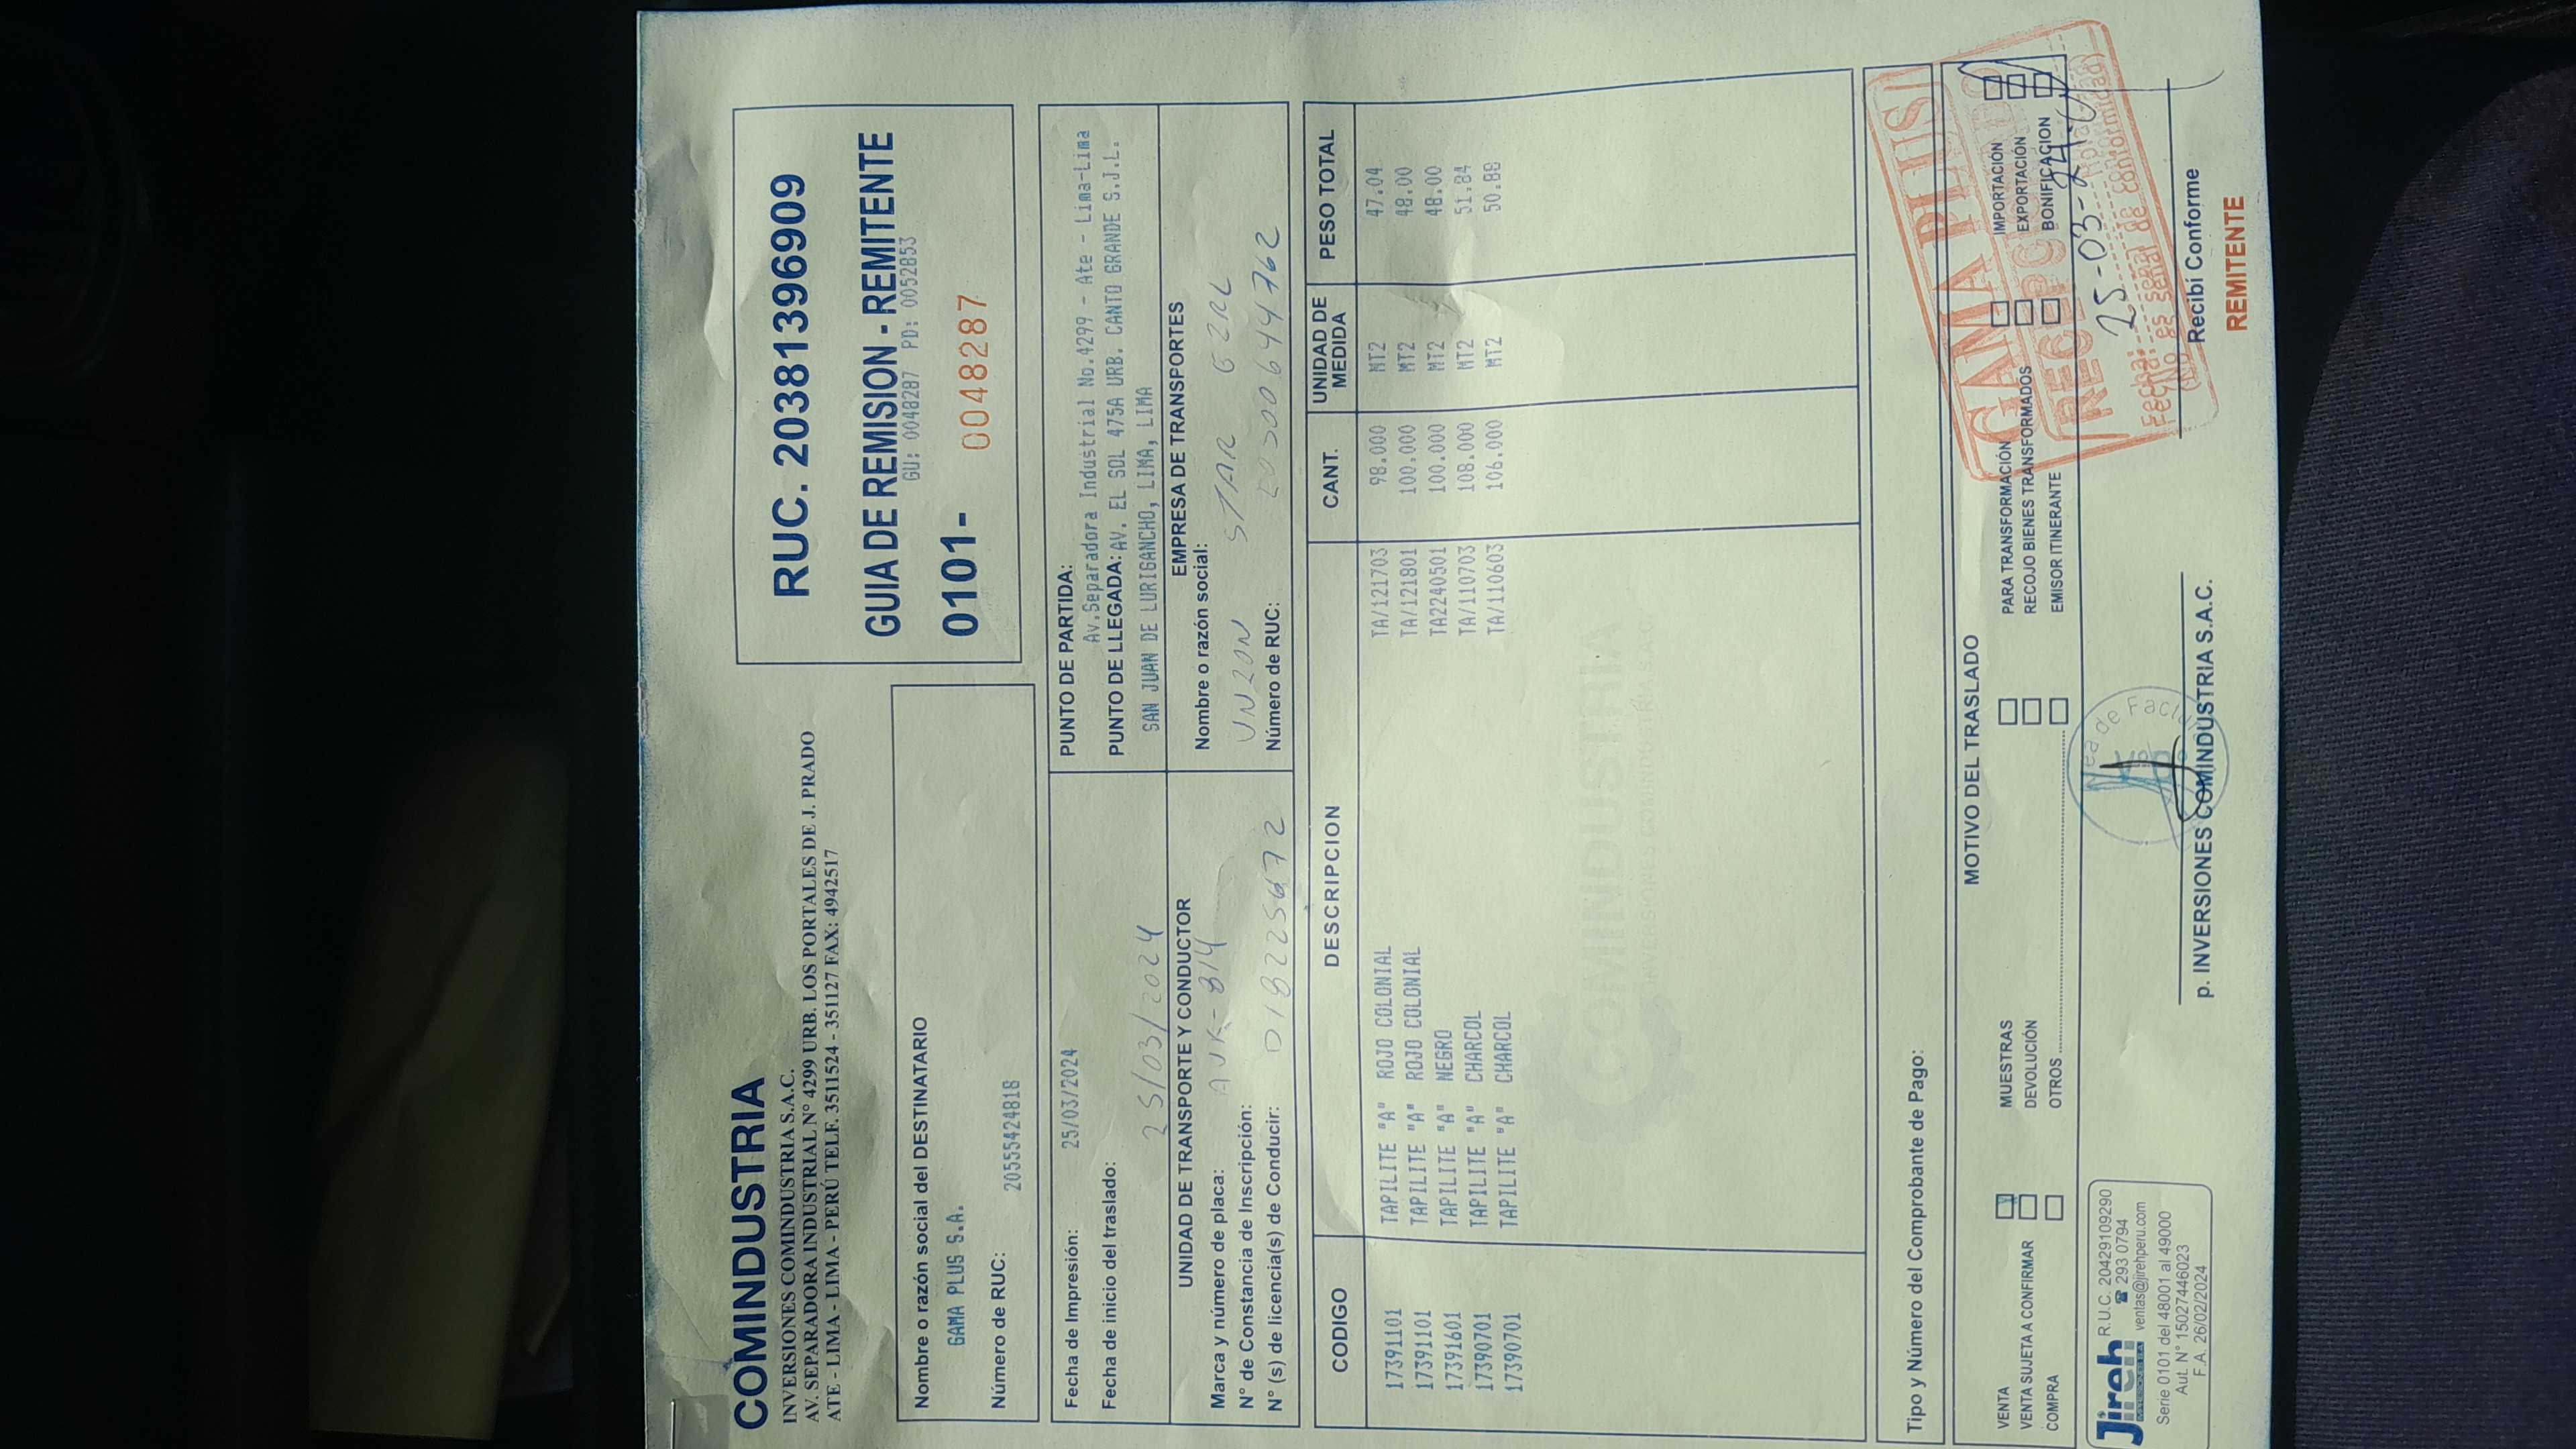 COMINDUSTRIA
INVERSIONES COMINDUSTRIA S.A.C.
AV. SEPARADORA INDUSTRIAL N° 4299 URB. LOS PORTALES DE J. PRADO
ATE - LIMA - LIMA - PERÚ TELF. 3511524 - 351127 FAX: 4942517
RUC. 20381396909
GUIA DE REMISION - REMITENTE
GU: 0048287 PD: 0052853
0101- 0048287
Nombre o razón social del DESTINATARIO
GAMA PLUS S.A.
Número de RUC: 20555424818
Fecha de Impresión: 25/03/2024
Fecha de inicio del traslado:
25/03/2024
PUNTO DE PARTIDA:
Av.Separadora Industrial No.4299 - Ate - Lima-Lima
PUNTO DE LLEGADA: AV. EL SOL 475A URB. CANTO GRANDE S.J.L.
SAN JUAN DE LURIGANCHO, LIMA, LIMA
UNIDAD DE TRANSPORTE Y CONDUCTOR
Marca y número de placa: AJK-814
N° de Constancia de Inscripción:
N° (s) de licencia(s) de Conducir:
EMPRESA DE TRANSPORTES
Nombre o razón social:
STAR
Número de RUC:
CODIGO DESCRIPCION CANT. UNIDAD DE MEDIDA PESO TOTAL
17391101 TAPILITE "A" ROJO COLONIAL TA/121703 98.000 MT2 47.04
17391101 TAPILITE "A" ROJO COLONIAL TA/121801 100.000 MT2 48.00
17391601 TAPILITE "A" NEGRO TA2240501 100.000 MT2 48.00
17390701 TAPILITE "A" CHARCOL TA/110703 108.000 MT2 51.84
17390701 TAPILITE "A" CHARCOL TA/110603 106.000 MT2 50.88
COMINDUSTRIA
INVERSIONES COMINDUSTRIA S.A.C.
Tipo y Número del Comprobante de Pago:
MOTIVO DEL TRASLADO
VENTA MUESTRAS PARA TRANSFORMACIÓN IMPORTACIÓN
VENTA SUJETA A CONFIRMAR DEVOLUCIÓN RECOJO BIENES TRANSFORMADOS EXPORTACIÓN
COMPRA OTROS EMISOR ITINERANTE BONIFICACION
GAMA PLUS
Fecha:
25-03-24
(No es señal de conformidad)
Jireh R.U.C. 20429109290
293 0794
ventas@jirehperu.com
Serie 0101 del 48001 al 49000
Aut. N° 15027446023
F.A. 26/02/2024
p. INVERSIONES COMINDUSTRIA S.A.C.
Recibí Conforme
REMITENTE